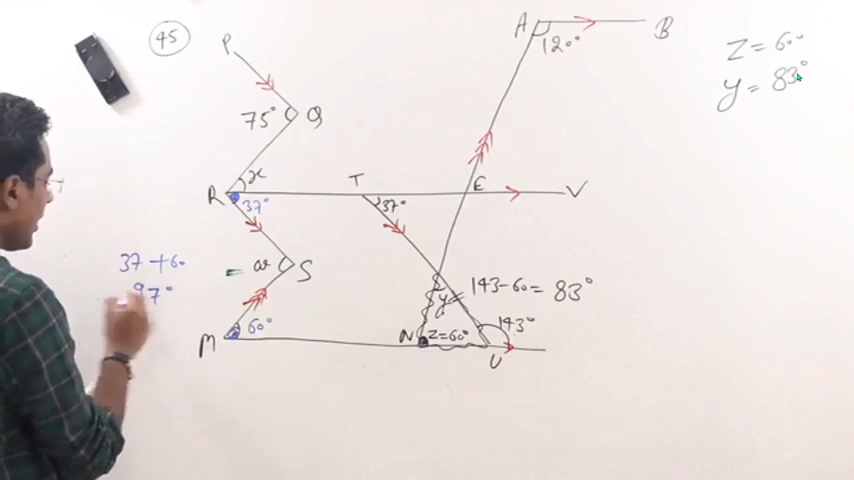 45
P
75°
Q
x
R
37°
T
37°
E
V
A
B
120°
z = 60°
y = 83°
37 + 60
97°
w
S
M
60°
y
143 - 60 = 83°
N
z = 60°
143°
U